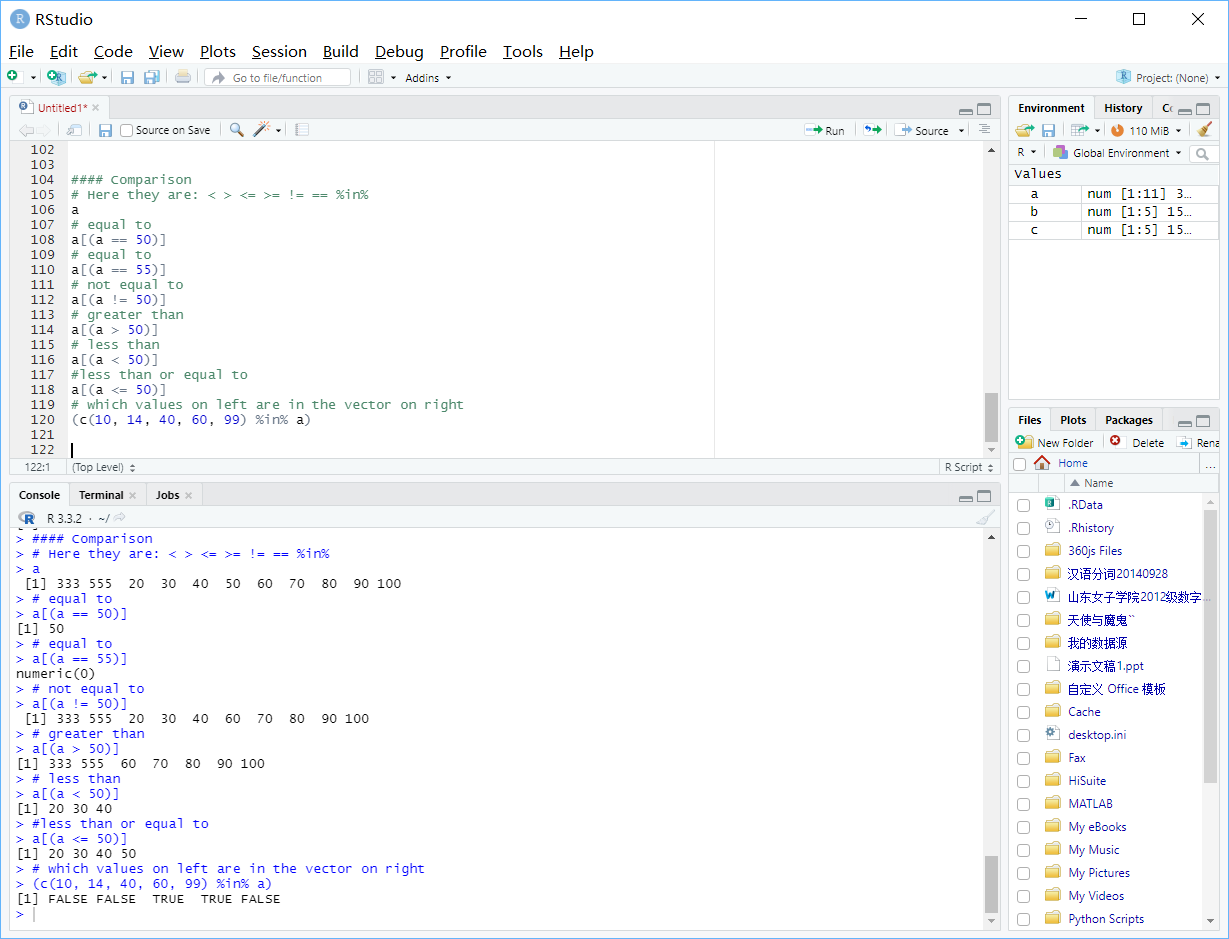 RStudio
File Edit Code View Plots Session Build Debug Profile Tools Help
Go to file/function Addins Project: (None)
Untitled1*
Source on Save Run Source
102
103
104 #### Comparison
105 # Here they are: < > <= >= != == %in%
106 a
107 # equal to
108 a[(a == 50)]
109 # equal to
110 a[(a == 55)]
111 # not equal to
112 a[(a != 50)]
113 # greater than
114 a[(a > 50)]
115 # less than
116 a[(a < 50)]
117 #less than or equal to
118 a[(a <= 50)]
119 # which values on left are in the vector on right
120 (c(10, 14, 40, 60, 99) %in% a)
121
122
122:1 (Top Level) R Script
Console Terminal Jobs
R 3.3.2 · ~/
> #### Comparison
> # Here they are: < > <= >= != == %in%
> a
 [1] 333 555  20  30  40  50  60  70  80  90 100
> # equal to
> a[(a == 50)]
[1] 50
> # equal to
> a[(a == 55)]
numeric(0)
> # not equal to
> a[(a != 50)]
 [1] 333 555  20  30  40  60  70  80  90 100
> # greater than
> a[(a > 50)]
[1] 333 555  60  70  80  90 100
> # less than
> a[(a < 50)]
[1] 20 30 40
> #less than or equal to
> a[(a <= 50)]
[1] 20 30 40 50
> # which values on left are in the vector on right
> (c(10, 14, 40, 60, 99) %in% a)
[1] FALSE FALSE  TRUE  TRUE FALSE
>
Environment History Co
110 MiB
R Global Environment
Values
a num [1:11] 3…
b num [1:5] 15…
c num [1:5] 15…
Files Plots Packages
New Folder Delete Rena
Home ...
Name
.RData
.Rhistory
360js Files
汉语分词20140928
山东女子学院2012级数字...
天使与魔鬼``
我的数据源
演示文稿1.ppt
自定义 Office 模板
Cache
desktop.ini
Fax
HiSuite
MATLAB
My eBooks
My Music
My Pictures
My Videos
Python Scripts